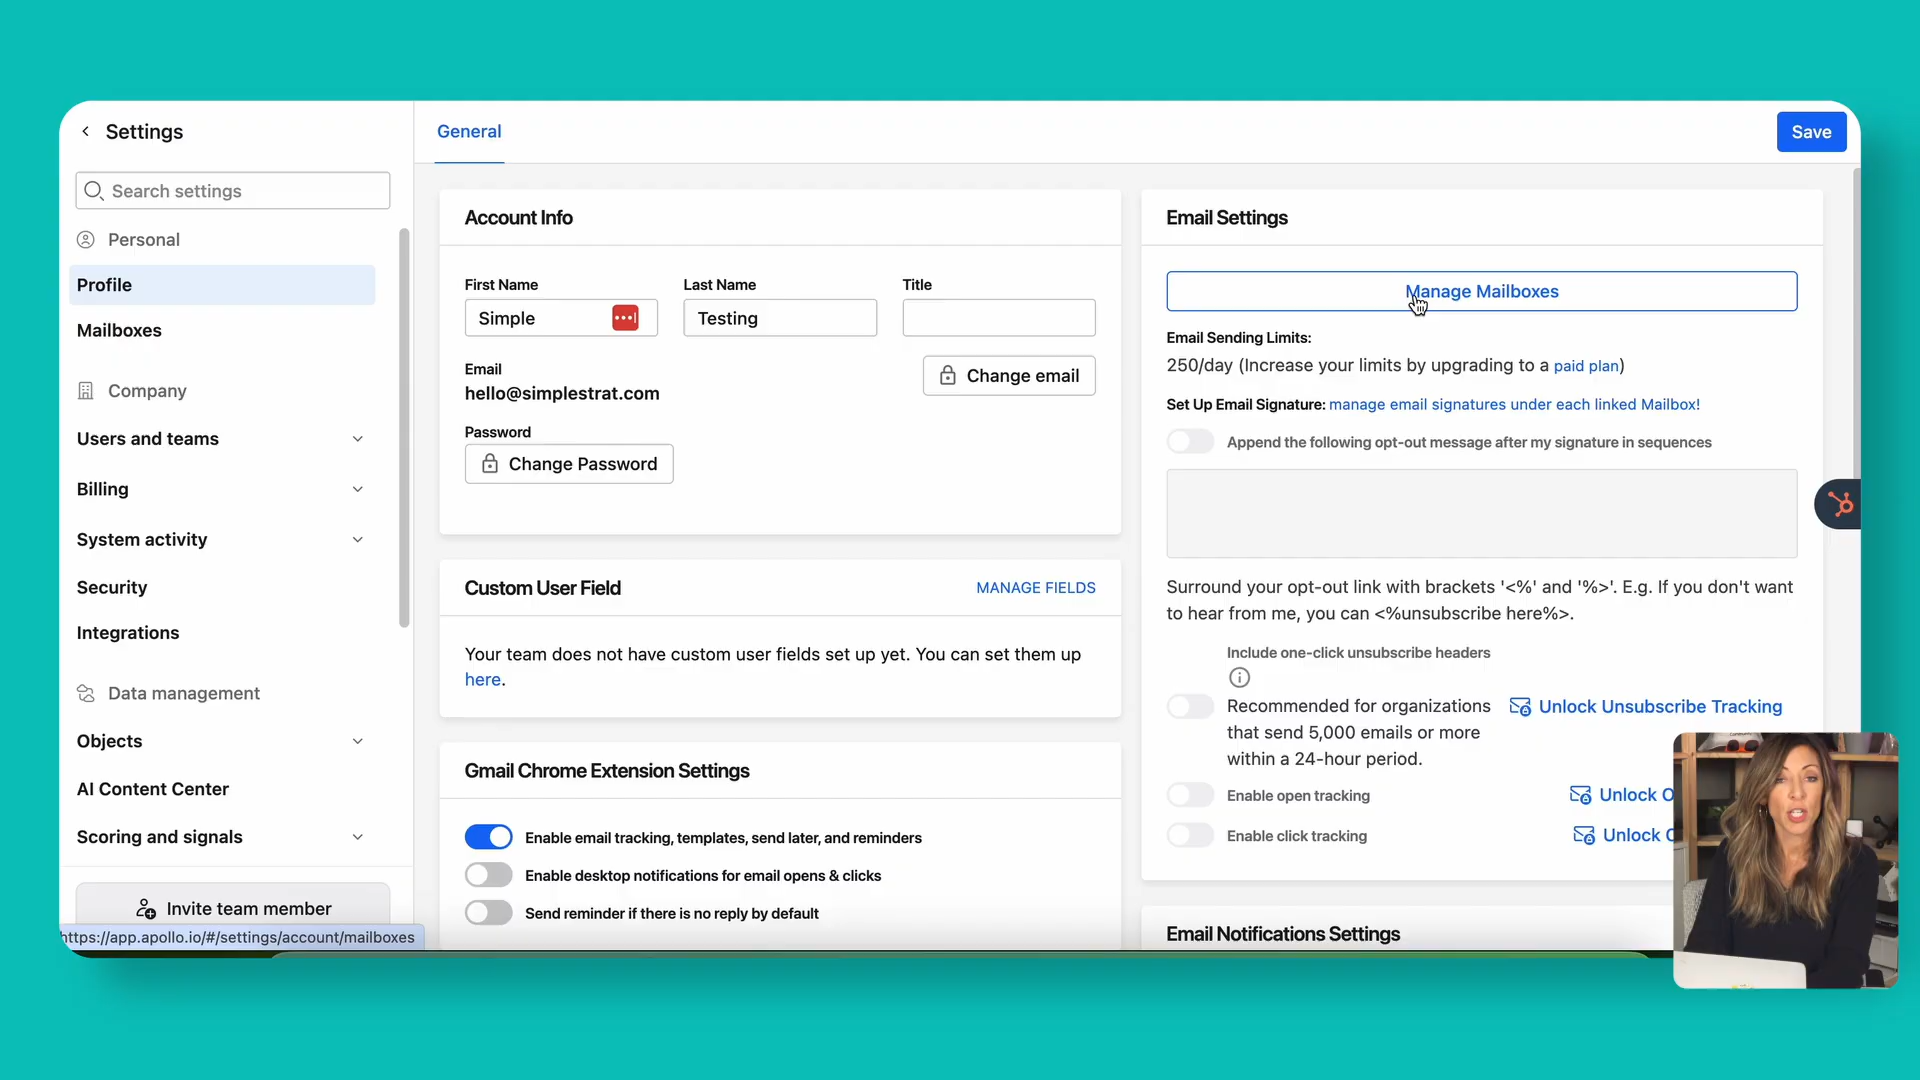 Settings
Search settings
Personal
Profile
Mailboxes
Company
Users and teams
Billing
System activity
Security
Integrations
Data management
Objects
AI Content Center
Scoring and signals
Invite team member
https://app.apollo.io/#/settings/account/mailboxes
General
Save
Account Info
First Name
Last Name
Title
Simple
Testing
Email
hello@simplestrat.com
Change email
Password
Change Password
Custom User Field
MANAGE FIELDS
Your team does not have custom user fields set up yet. You can set them up
here.
Gmail Chrome Extension Settings
Enable email tracking, templates, send later, and reminders
Enable desktop notifications for email opens & clicks
Send reminder if there is no reply by default
Email Settings
Manage Mailboxes
Email Sending Limits:
250/day (Increase your limits by upgrading to a paid plan)
Set Up Email Signature: manage email signatures under each linked Mailbox!
Append the following opt-out message after my signature in sequences
Surround your opt-out link with brackets '<%' and '%>'. E.g. If you don't want
to hear from me, you can <%unsubscribe here%>.
Include one-click unsubscribe headers
Recommended for organizations
that send 5,000 emails or more
within a 24-hour period.
Unlock Unsubscribe Tracking
Enable open tracking
Unlock O
Enable click tracking
Unlock
Email Notifications Settings